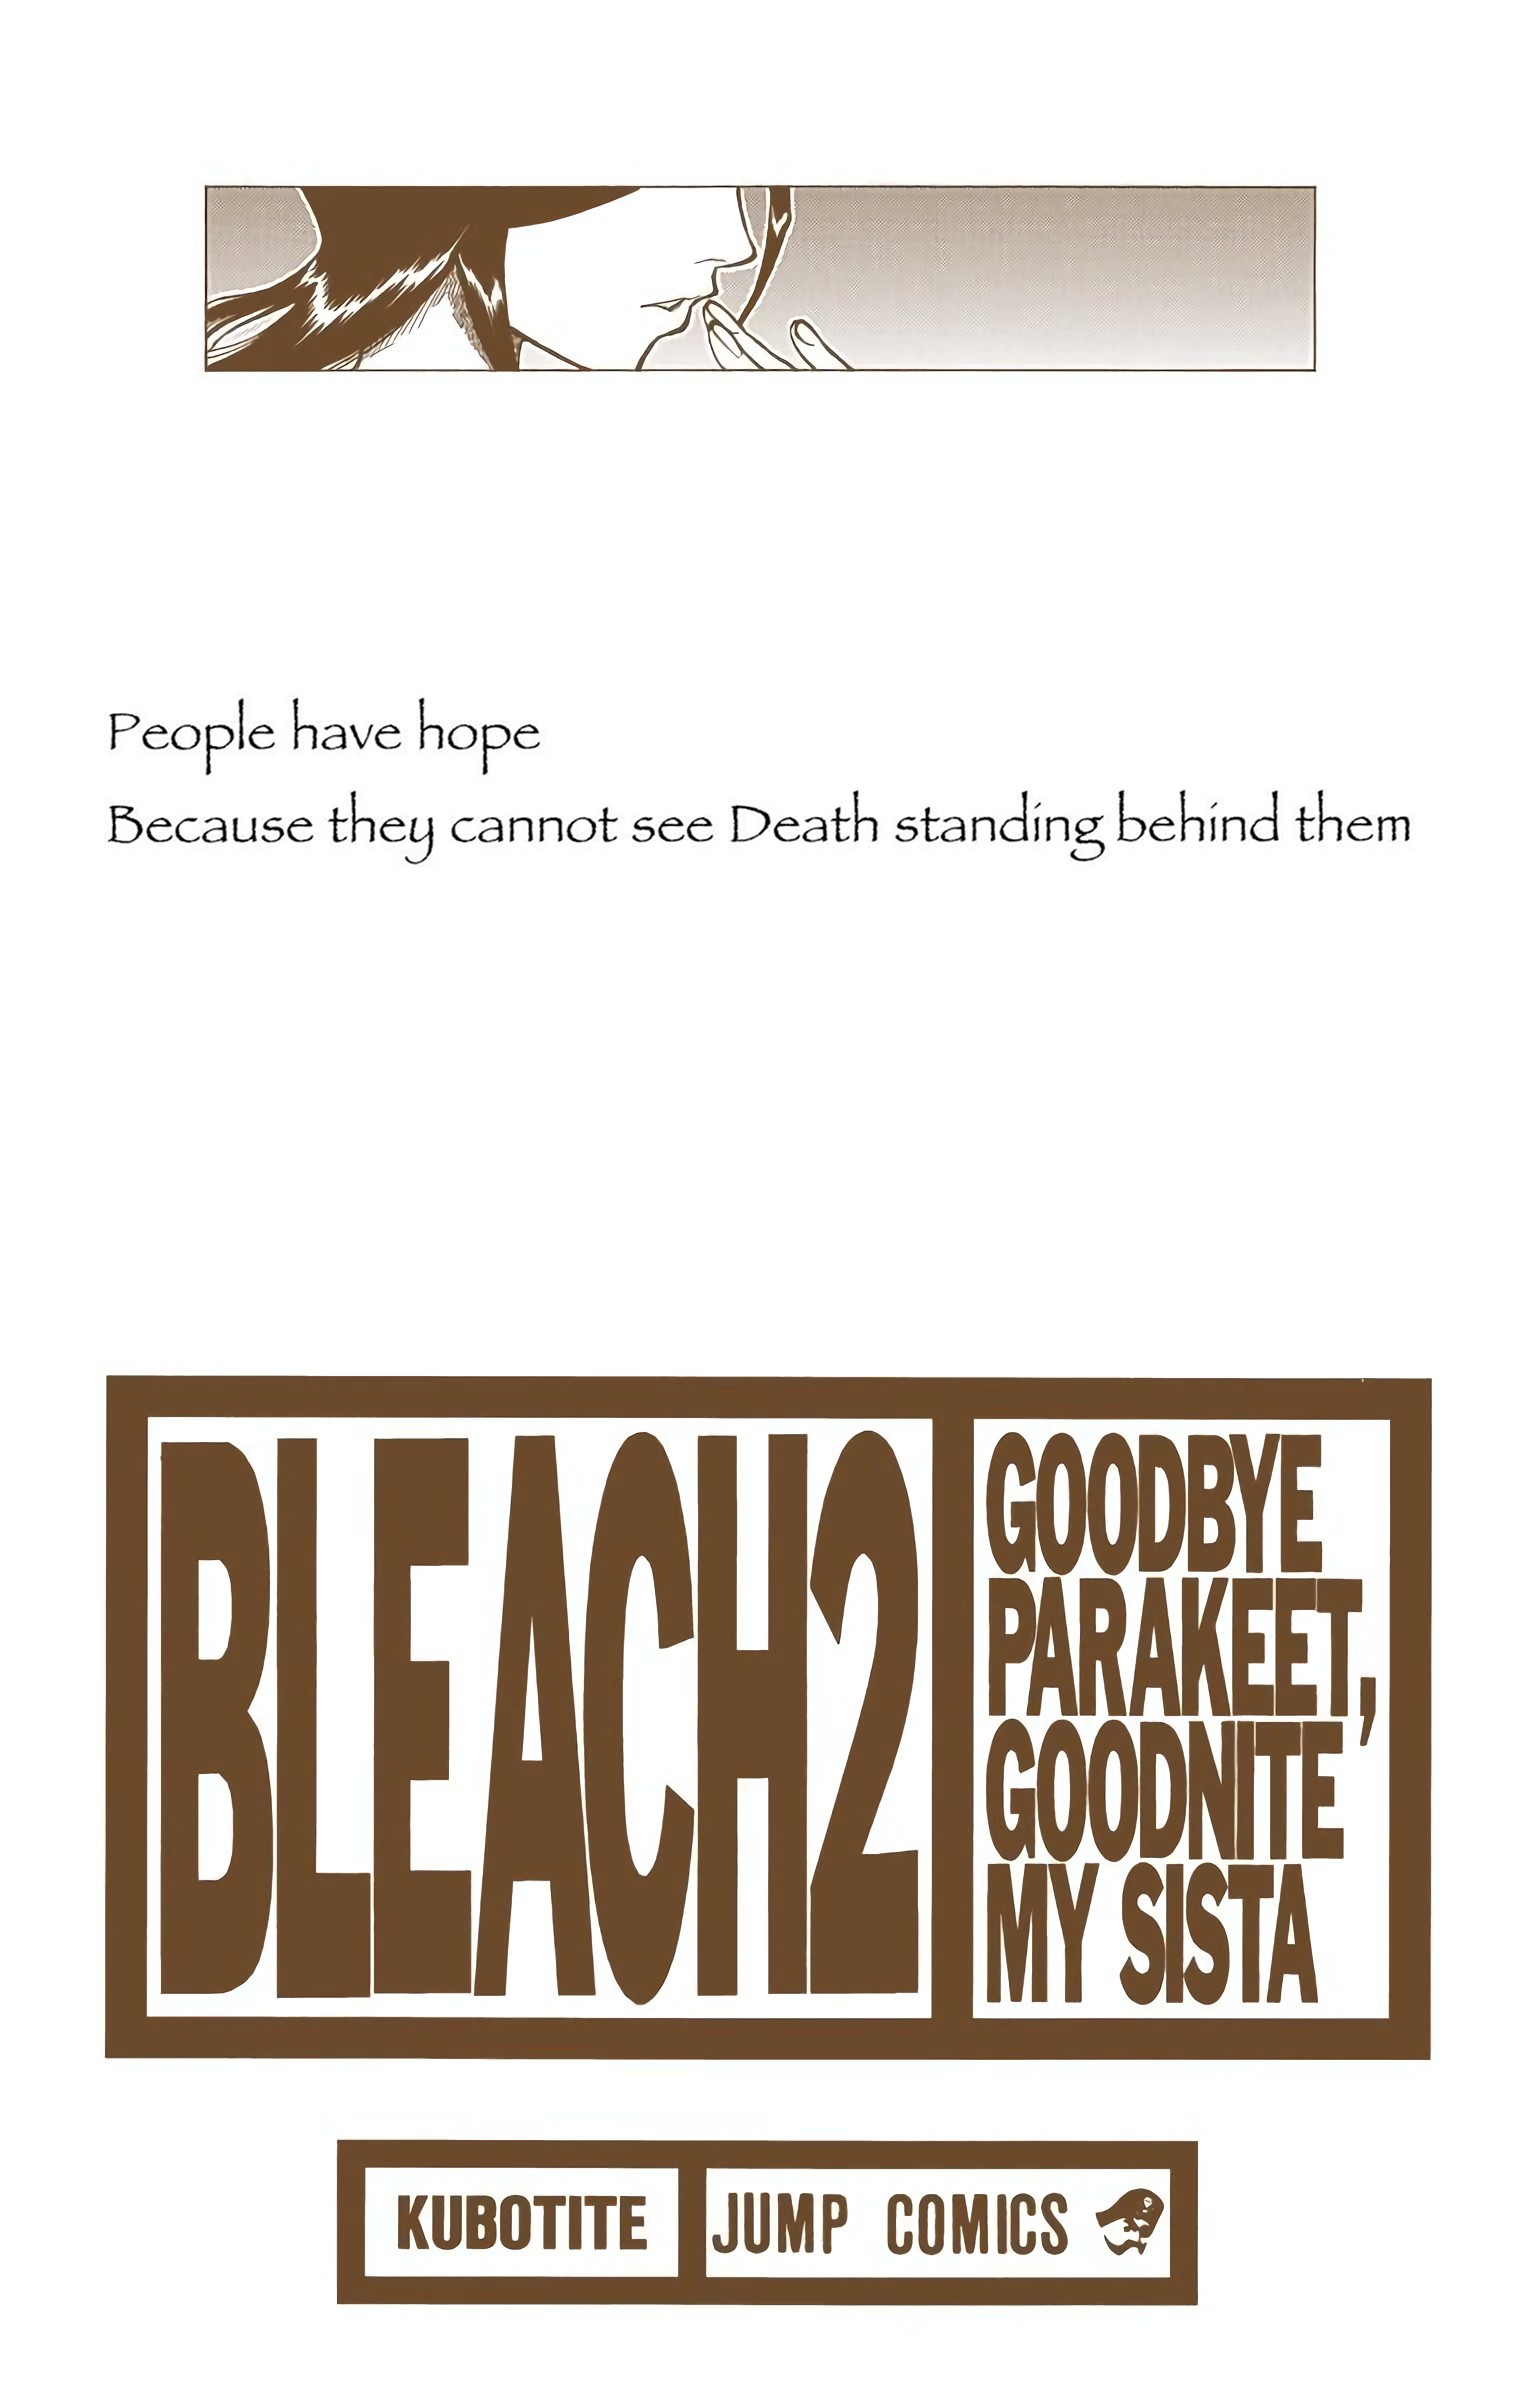 People have hope
Because they cannot see Death standing behind them
BLEACH2
GOODBYE
PARAKEET,
GOODNITE
MY SISTA
KUBOTITE
JUMP COMICS